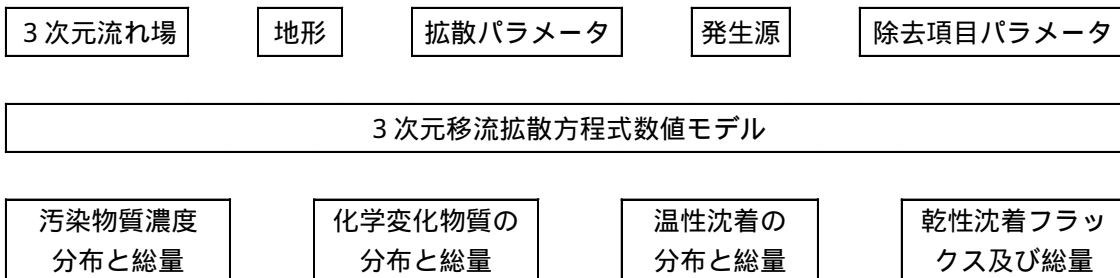 3次元流れ場 地形 拡散パラメータ 発生源 除去項目パラメータ
3次元移流拡散方程式数値モデル
汚染物質濃度 化学変化物質の 温性沈着の 乾性沈着フラッ
分布と総量 分布と総量 分布と総量 クス及び総量